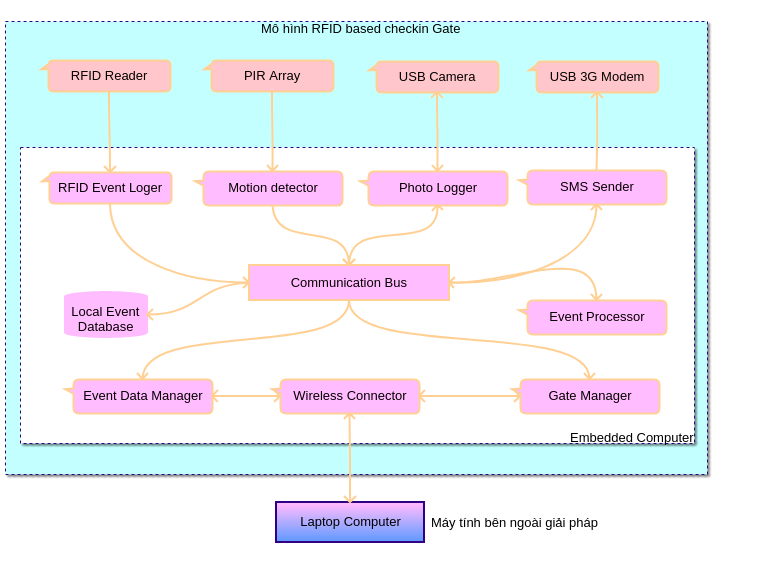 Mô hình RFID based checkin Gate
RFID Reader
PIR Array
USB Camera
USB 3G Modem
RFID Event Loger
Motion detector
Photo Logger
SMS Sender
Communication Bus
Local Event
Database
Event Processor
Event Data Manager
Wireless Connector
Gate Manager
Embedded Computer
Laptop Computer
Máy tính bên ngoài giải pháp